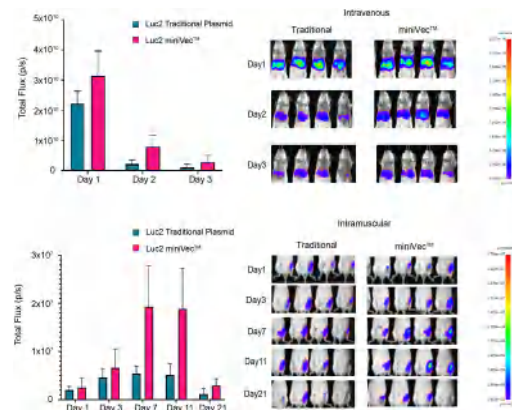 Luc2 Traditional Plasmid
Luc2 miniVec™
Total Flux (p/s)
5x10¹⁰
4x10¹⁰
3x10¹⁰
2x10¹⁰
1x10¹⁰
0
Day 1
Day 2
Day 3
Intravenous
Traditional
miniVec™
Day1
Day2
Day3
Luc2 Traditional Plasmid
Luc2 miniVec™
Total Flux (p/s)
3x10⁷
2x10⁷
1x10⁷
0
Day 1
Day 3
Day 7
Day 11
Day 21
Intramuscular
Traditional
miniVec™
Day1
Day3
Day7
Day11
Day21